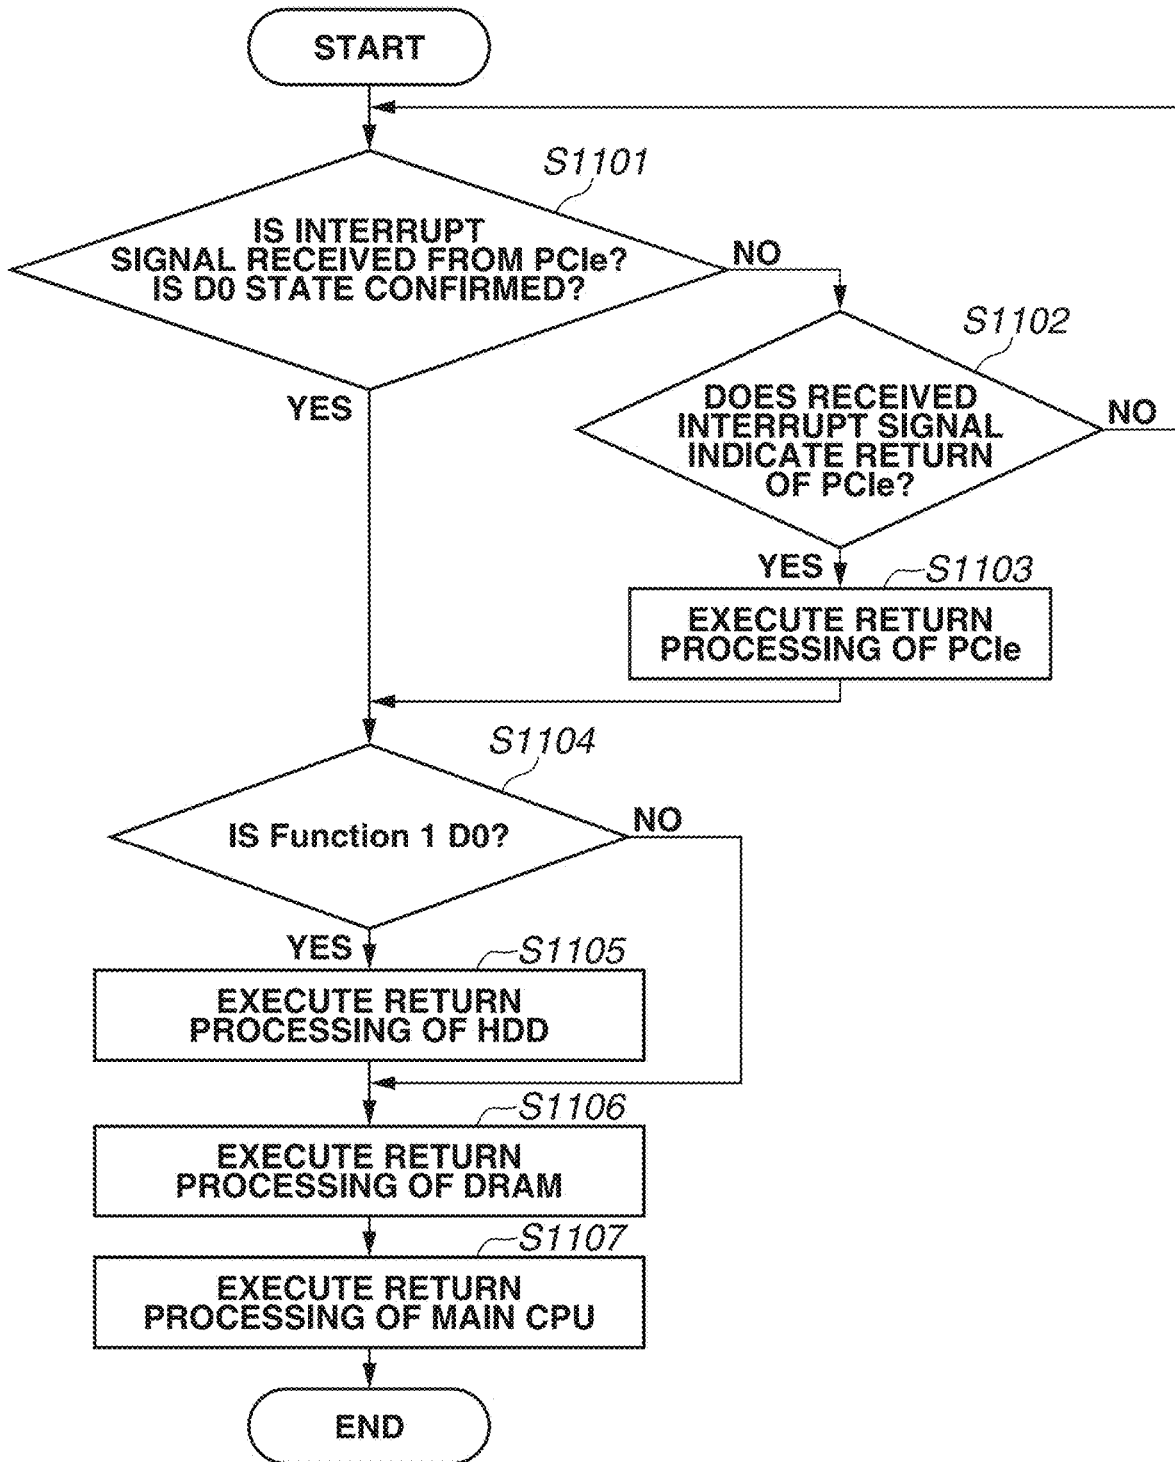 START
S1101
IS INTERRUPT
SIGNAL RECEIVED FROM PCIe?
IS D0 STATE CONFIRMED?
NO
YES
S1102
DOES RECEIVED
INTERRUPT SIGNAL
INDICATE RETURN
OF PCIe?
NO
YES
S1103
EXECUTE RETURN
PROCESSING OF PCIe
S1104
IS Function 1 D0?
NO
YES
S1105
EXECUTE RETURN
PROCESSING OF HDD
S1106
EXECUTE RETURN
PROCESSING OF DRAM
S1107
EXECUTE RETURN
PROCESSING OF MAIN CPU
END